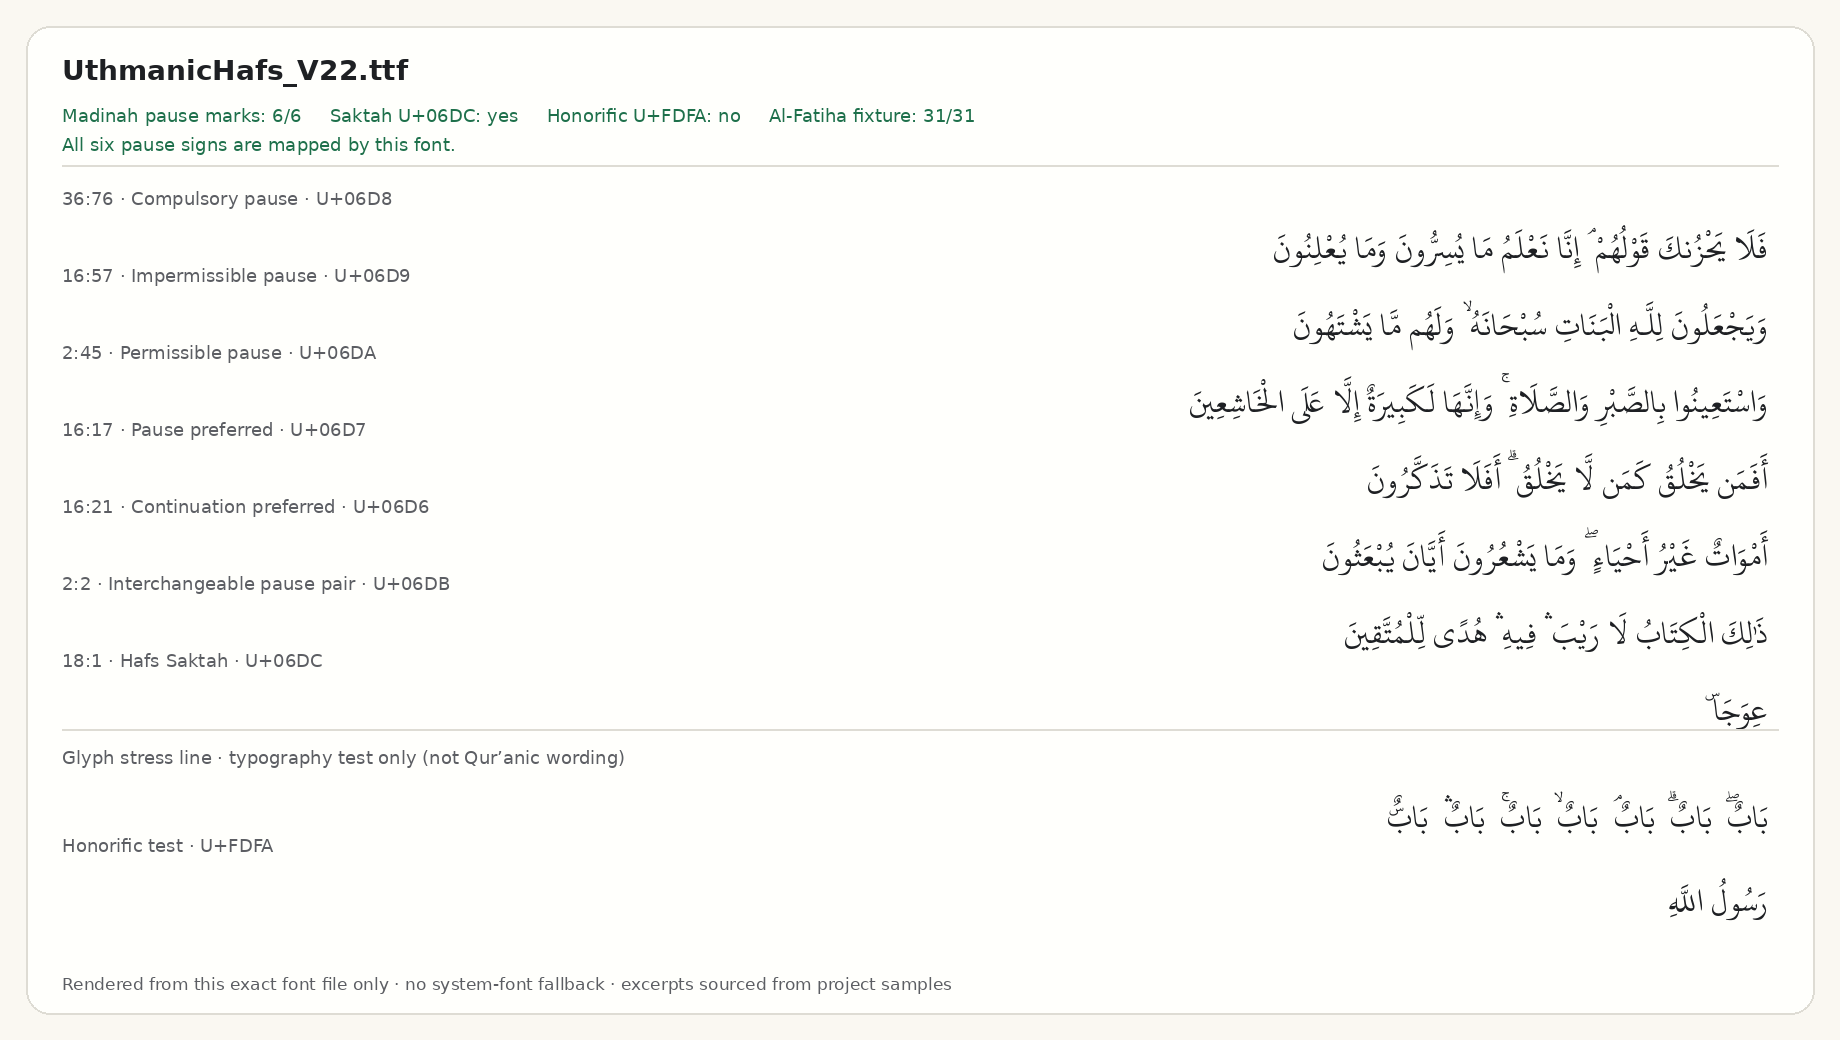 UthmanicHafs_V22.ttf
Madinah pause marks: 6/6 Saktah U+06DC: yes Honorific U+FDFA: no Al-Fatiha fixture: 31/31
All six pause signs are mapped by this font.
36:76 · Compulsory pause · U+06D8
فَلَا يَحْزُنكَ قَوْلُهُمْ ۘ إِنَّا نَعْلَمُ مَا يُسِرُّونَ وَمَا يُعْلِنُونَ
16:57 · Impermissible pause · U+06D9
وَيَجْعَلُونَ لِلَّـهِ الْبَنَاتِ سُبْحَانَهُ ۙ وَلَهُم مَّا يَشْتَهُونَ
2:45 · Permissible pause · U+06DA
وَاسْتَعِينُوا بِالصَّبْرِ وَالصَّلَاةِ ۚ وَإِنَّهَا لَكَبِيرَةٌ إِلَّا عَلَى الْخَاشِعِينَ
16:17 · Pause preferred · U+06D7
أَفَمَن يَخْلُقُ كَمَن لَّا يَخْلُقُ ۗ أَفَلَا تَذَكَّرُونَ
16:21 · Continuation preferred · U+06D6
أَمْوَاتٌ غَيْرُ أَحْيَاءٍ ۖ وَمَا يَشْعُرُونَ أَيَّانَ يُبْعَثُونَ
2:2 · Interchangeable pause pair · U+06DB
ذَٰلِكَ الْكِتَابُ لَا رَيْبَ ۛ فِيهِ ۛ هُدًى لِّلْمُتَّقِينَ
18:1 · Hafs Saktah · U+06DC
عِوَجَاۜ
Glyph stress line · typography test only (not Qur’anic wording)
بَابٌۖ بَابٌۗ بَابٌۘ بَابٌۙ بَابٌۚ بَابٌۛ بَابٌۜ
Honorific test · U+FDFA
رَسُولُ اللَّهِ
Rendered from this exact font file only · no system-font fallback · excerpts sourced from project samples